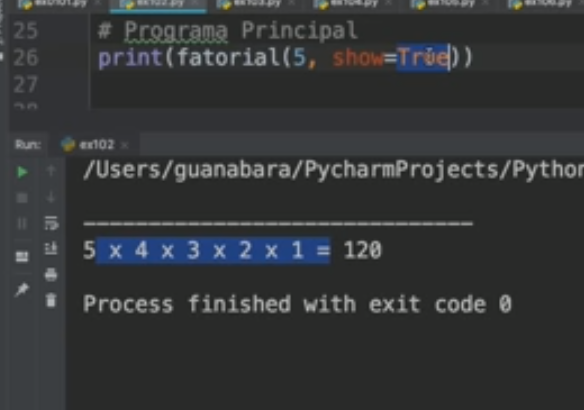 ex0101.py ex102.py ex103.py ex104.py ex105.py ex106.py
25 # Programa Principal
26 print(fatorial(5, show=True))
27
28
Run: ex102
/Users/guanabara/PycharmProjects/Python
------------------------------
5 x 4 x 3 x 2 x 1 = 120
Process finished with exit code 0